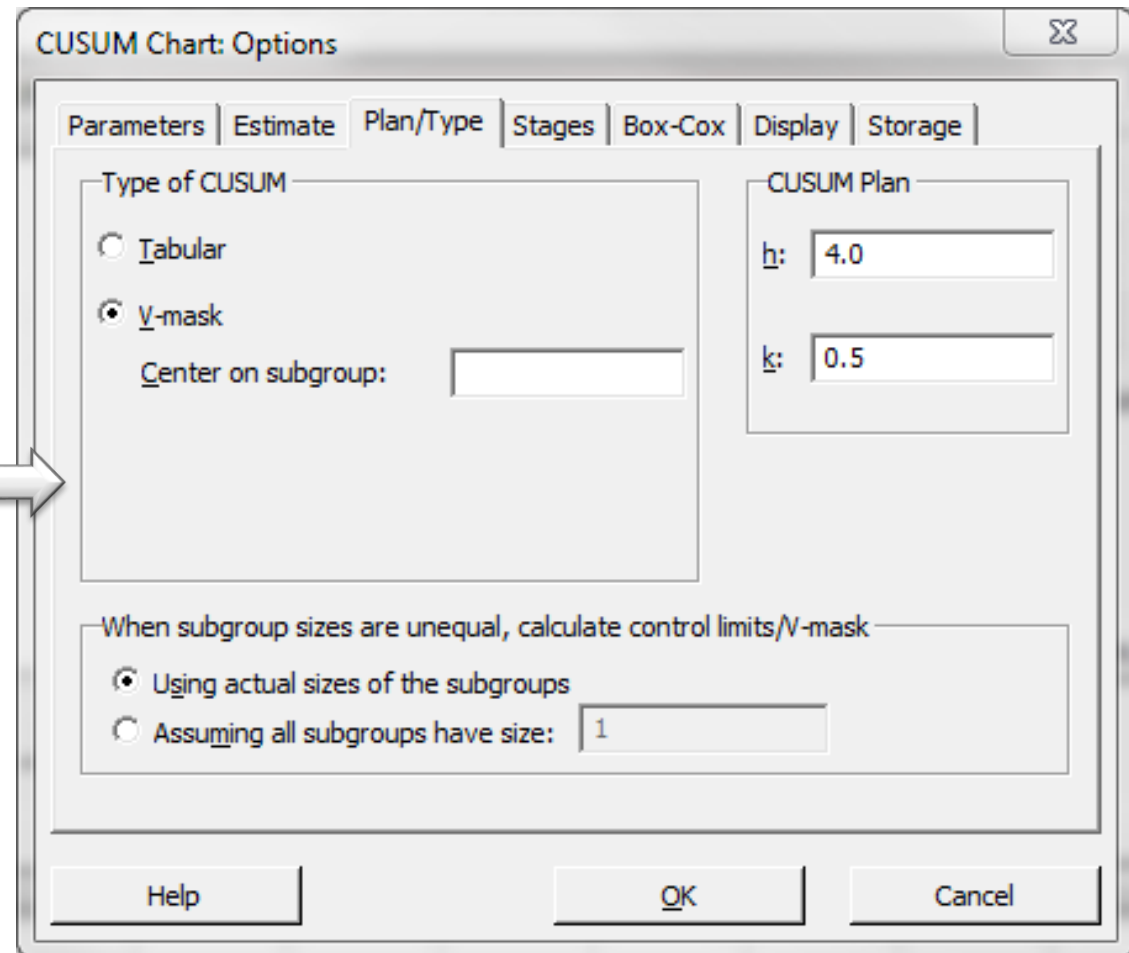 CUSUM Chart: Options
Parameters Estimate Plan/Type Stages Box-Cox Display Storage
Type of CUSUM
Tabular
V-mask
Center on subgroup:
CUSUM Plan
h: 4.0
k: 0.5
When subgroup sizes are unequal, calculate control limits/V-mask
Using actual sizes of the subgroups
Assuming all subgroups have size: 1
Help OK Cancel